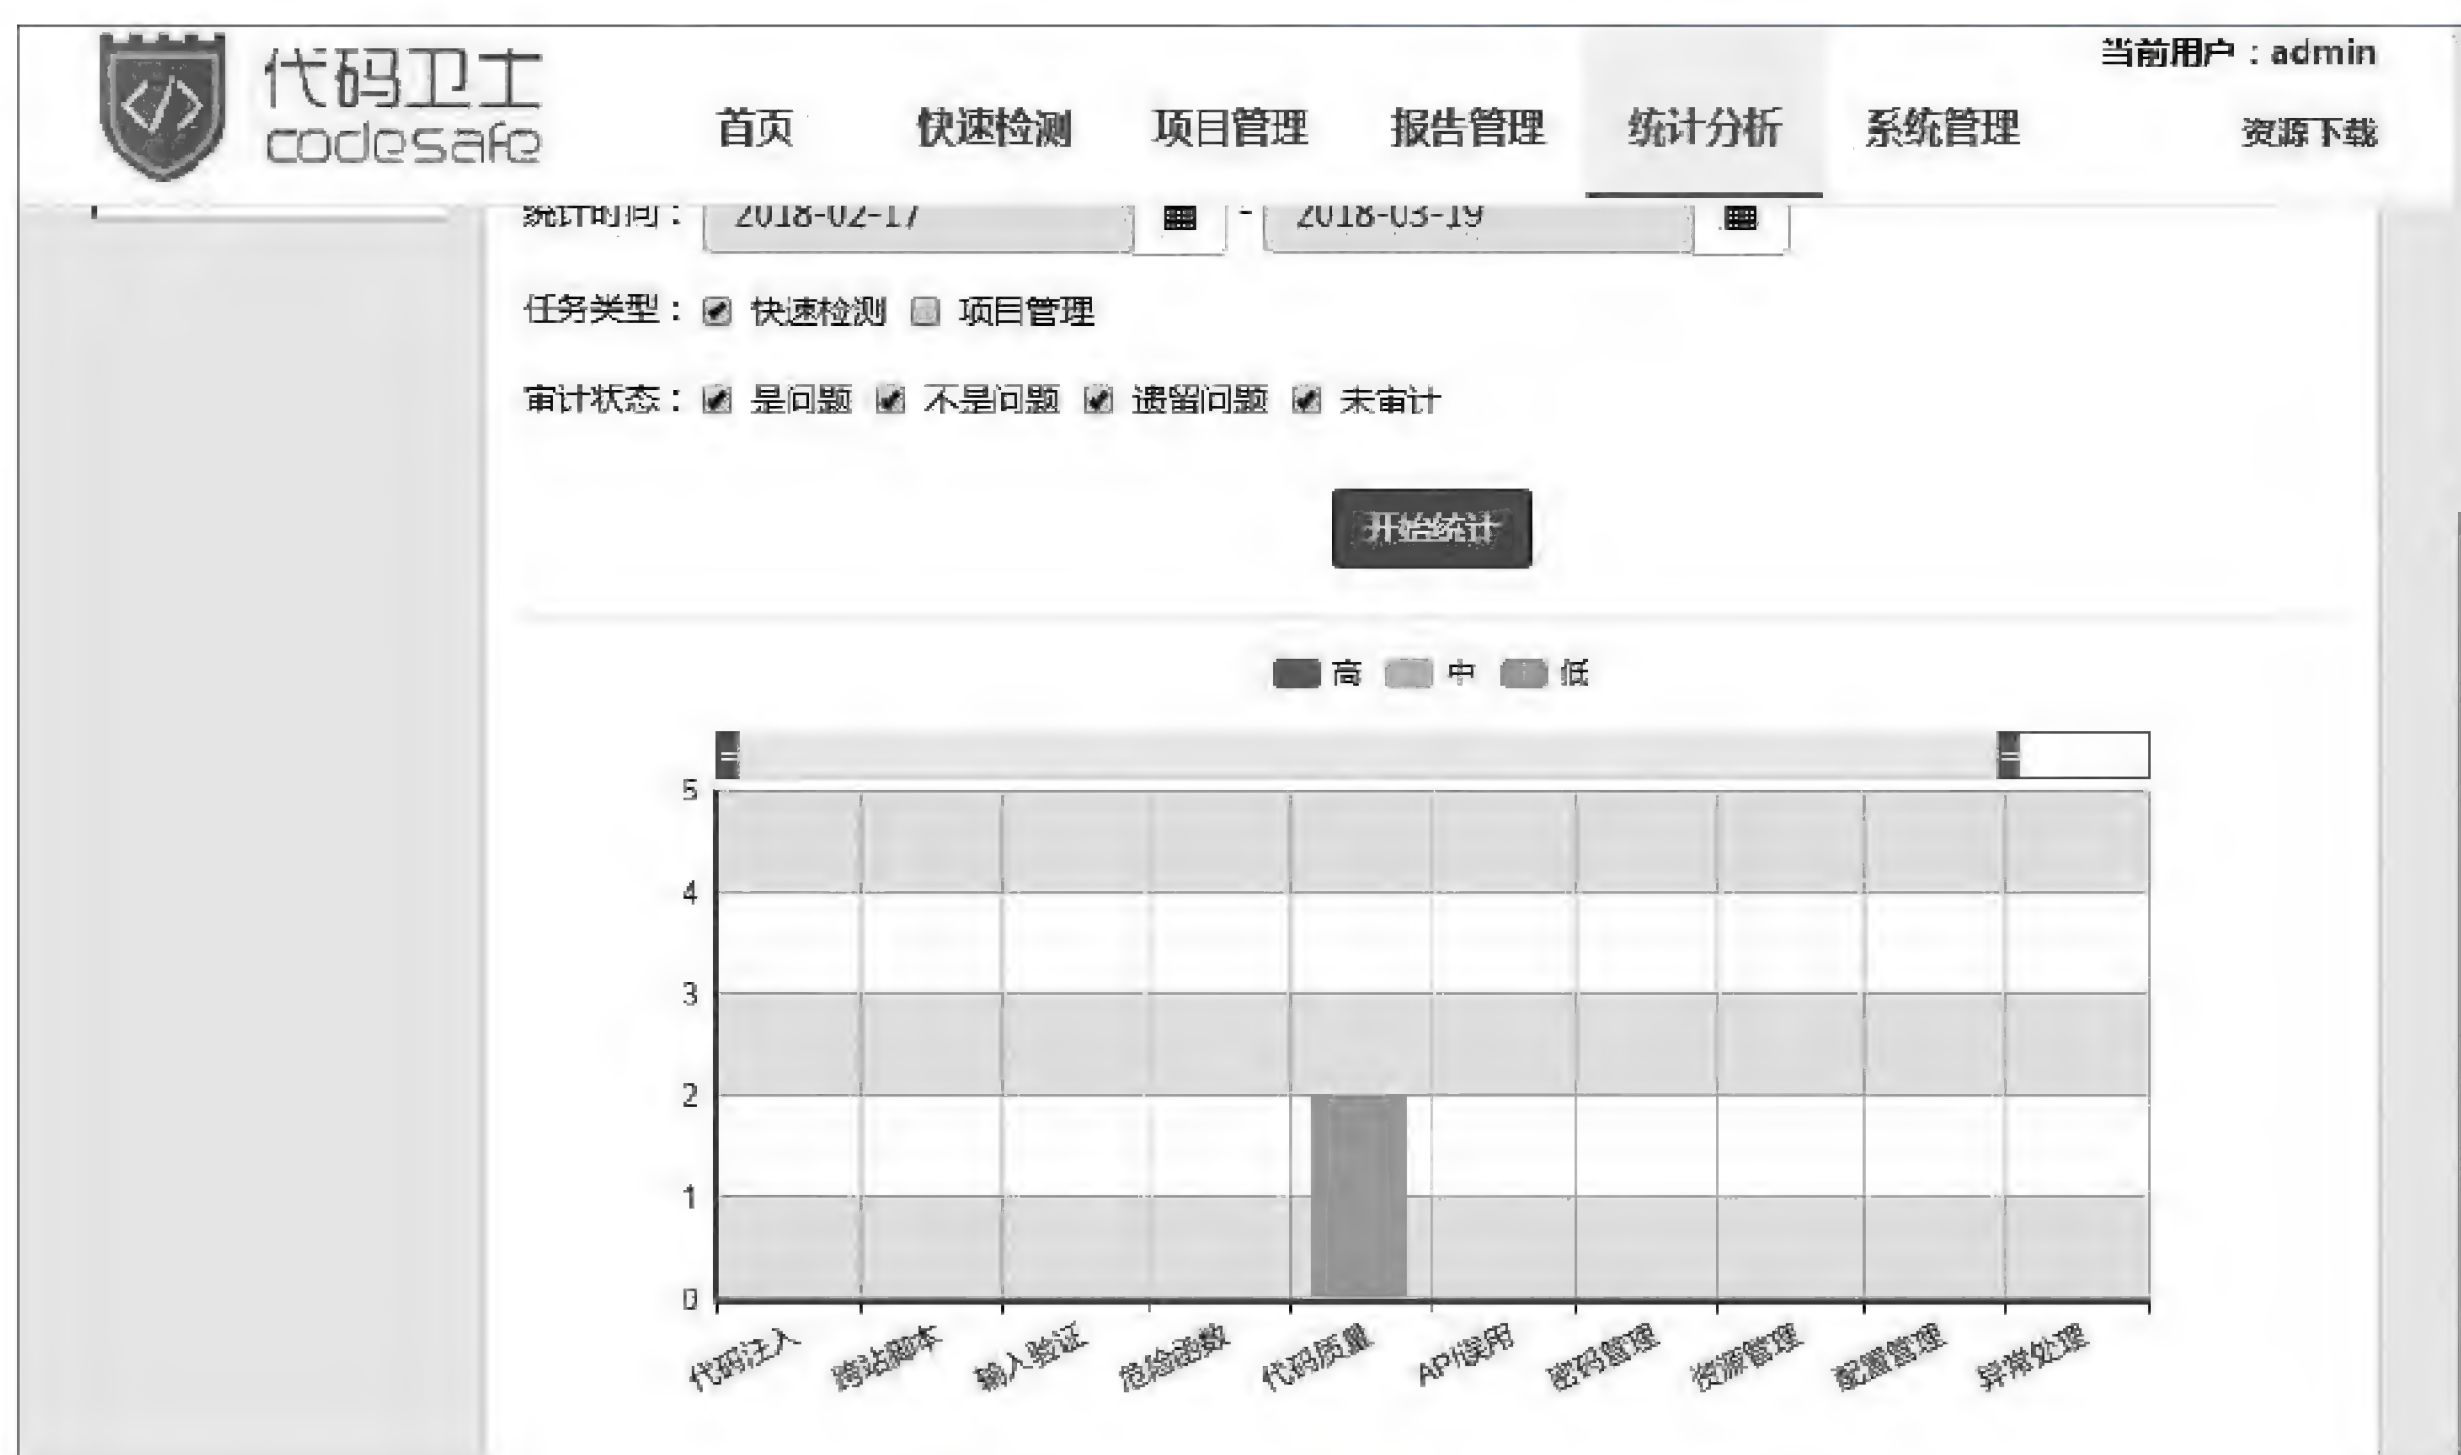 代码卫士
codesafe
当前用户：admin
首页 快速检测 项目管理 报告管理 统计分析 系统管理 资源下载
统计时间： 2018-02-17 - 2018-03-19
任务类型： 快速检测 项目管理
审计状态： 是问题 不是问题 遗留问题 未审计
开始统计
高 中 低
5
4
3
2
1
0
代码注入 跨站脚本 输入验证 危险函数 代码质量 API误用 密码管理 资源管理 配置管理 异常处理